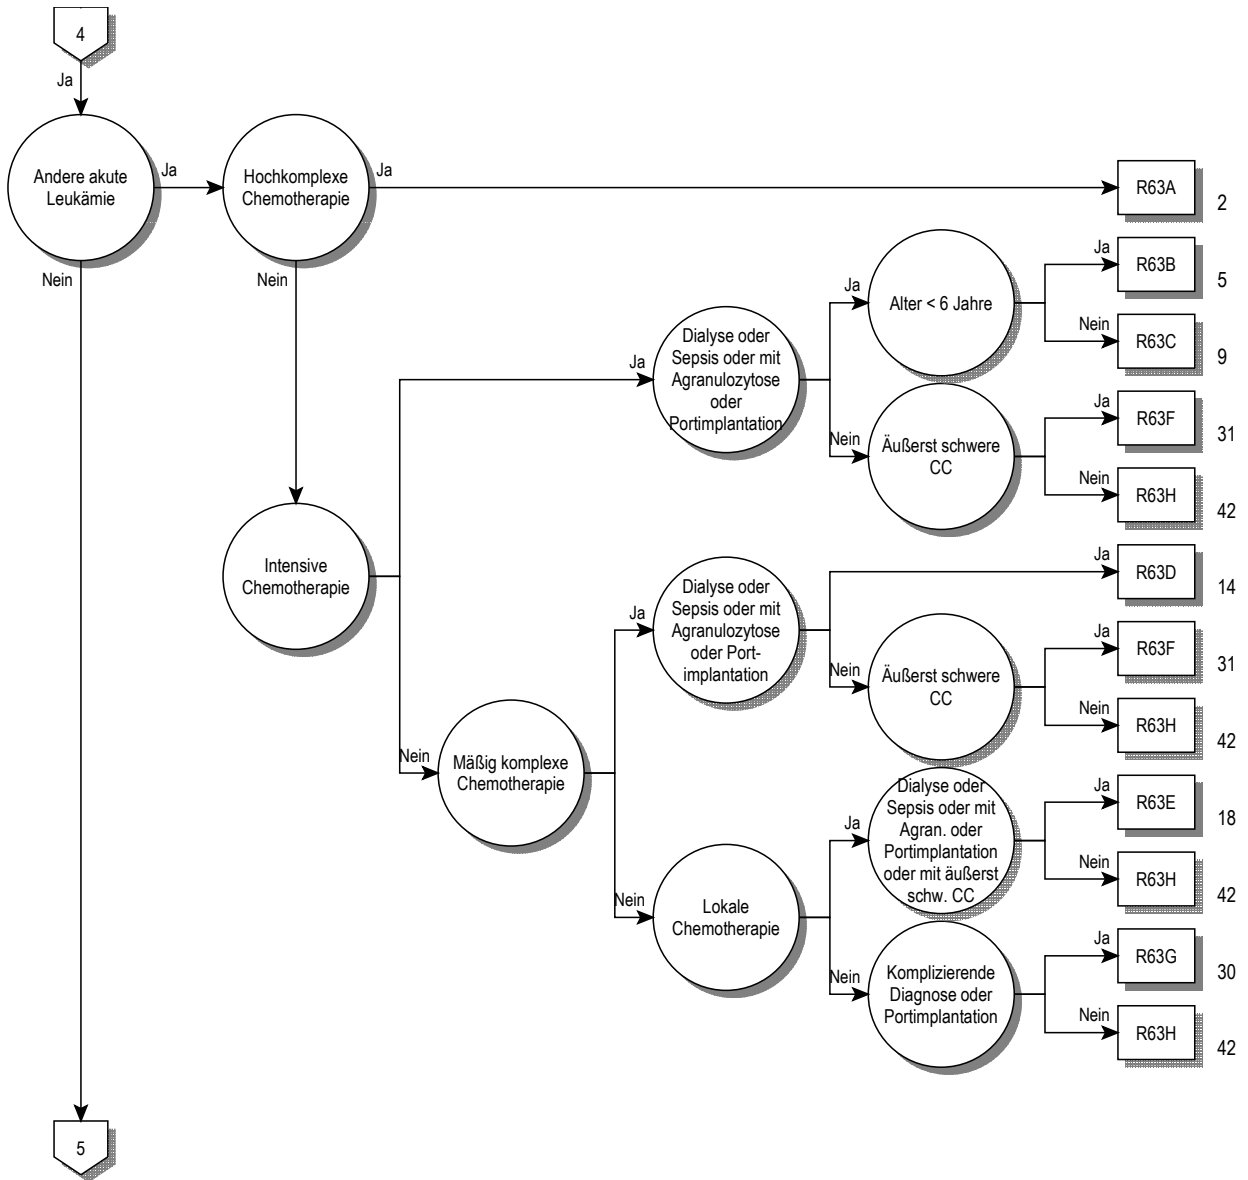 4
Ja
Andere akute
Leukämie
Ja
Hochkomplexe
Chemotherapie
Ja
R63A
2
Nein
Nein
Intensive
Chemotherapie
Ja
Dialyse oder
Sepsis oder mit
Agranulozytose
oder
Portimplantation
Ja
Alter < 6 Jahre
Ja
R63B
5
Nein
R63C
9
Nein
Äußerst schwere
CC
Ja
R63F
31
Nein
R63H
42
Nein
Mäßig komplexe
Chemotherapie
Ja
Dialyse oder
Sepsis oder mit
Agranulozytose
oder Port-
implantation
Ja
R63D
14
Nein
Äußerst schwere
CC
Ja
R63F
31
Nein
R63H
42
Nein
Lokale
Chemotherapie
Ja
Dialyse oder
Sepsis oder mit
Agran. oder
Portimplantation
oder mit äußerst
schw. CC
Ja
R63E
18
Nein
R63H
42
Nein
Komplizierende
Diagnose oder
Portimplantation
Ja
R63G
30
Nein
R63H
42
5